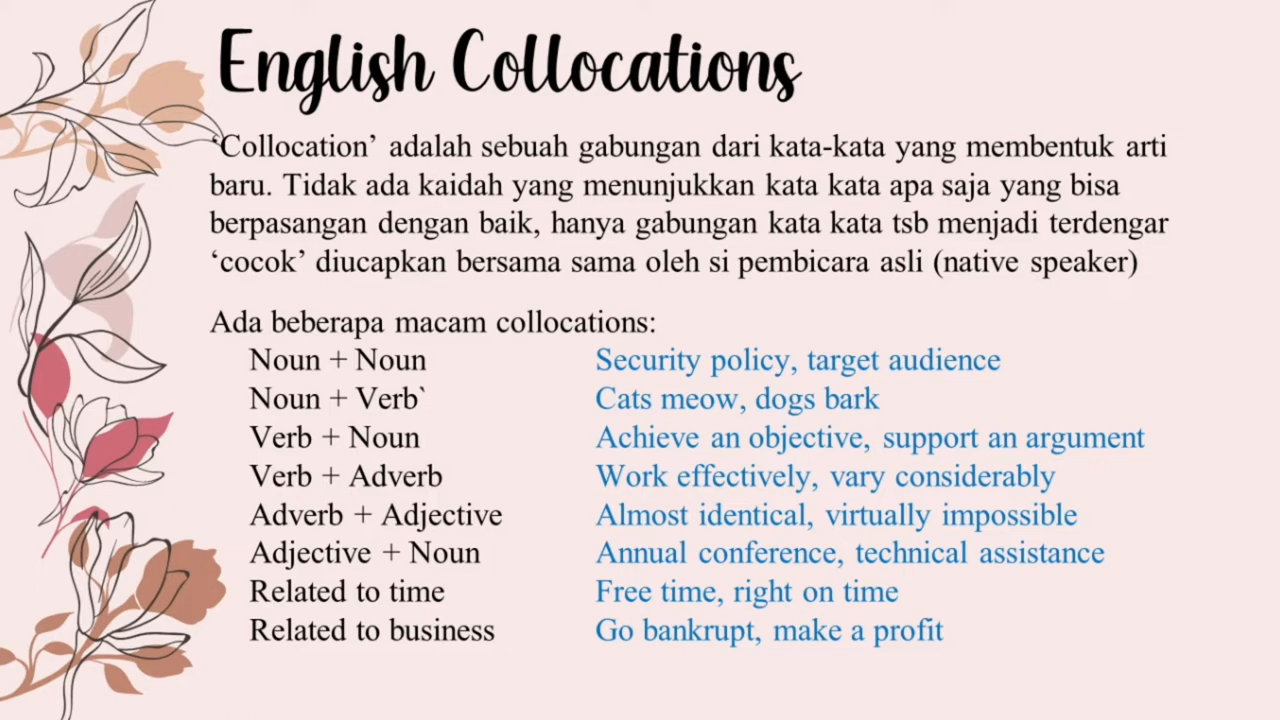 English Collocations
‘Collocation’ adalah sebuah gabungan dari kata-kata yang membentuk arti
baru. Tidak ada kaidah yang menunjukkan kata kata apa saja yang bisa
berpasangan dengan baik, hanya gabungan kata kata tsb menjadi terdengar
‘cocok’ diucapkan bersama sama oleh si pembicara asli (native speaker)
Ada beberapa macam collocations:
Noun + Noun Security policy, target audience
Noun + Verb` Cats meow, dogs bark
Verb + Noun Achieve an objective, support an argument
Verb + Adverb Work effectively, vary considerably
Adverb + Adjective Almost identical, virtually impossible
Adjective + Noun Annual conference, technical assistance
Related to time Free time, right on time
Related to business Go bankrupt, make a profit